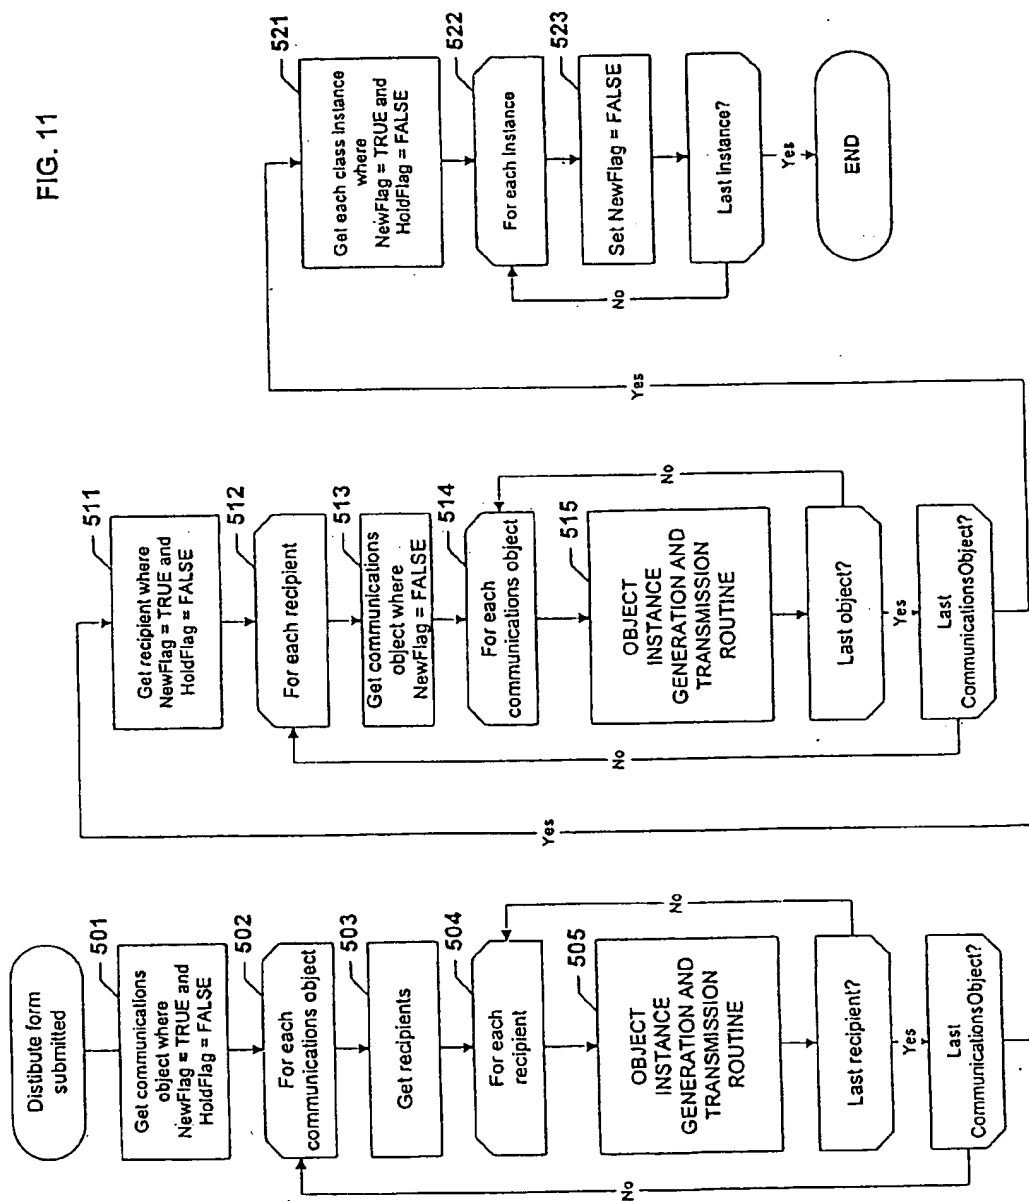 FIG. 11
Distibute form
submitted
501
Get communications
object where
NewFlag = TRUE and
HoldFlag = FALSE
502
For each
communications object
503
Get recipients
504
For each
recipient
505
OBJECT
INSTANCE
GENERATION AND
TRANSMISSION
ROUTINE
Last recipient?
No
Yes
Last
CommunicationsObject?
No
Yes
511
Get recipient where
NewFlag = TRUE and
HoldFlag = FALSE
512
For each recipient
513
Get communications
object where
NewFlag = FALSE
514
For each
communications object
515
OBJECT
INSTANCE
GENERATION AND
TRANSMISSION
ROUTINE
Last object?
No
Yes
Last
CommunicationsObject?
No
Yes
521
Get each class Instance
where
NewFlag = TRUE and
HoldFlag = FALSE
522
For each Instance
523
Set NewFlag = FALSE
Last Instance?
No
Yes
END